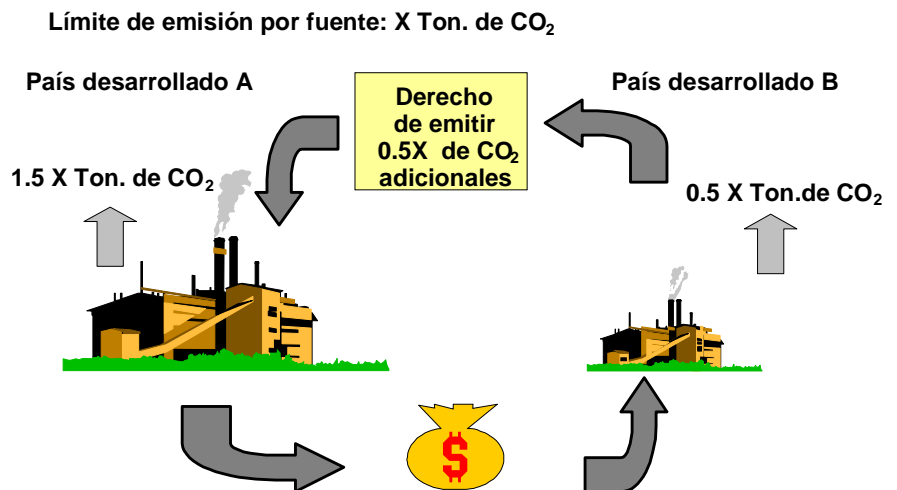 Límite de emisión por fuente: X Ton. de CO₂
País desarrollado A
Derecho
de emitir
0.5X de CO₂
adicionales
País desarrollado B
1.5 X Ton. de CO₂
0.5 X Ton.de CO₂
$